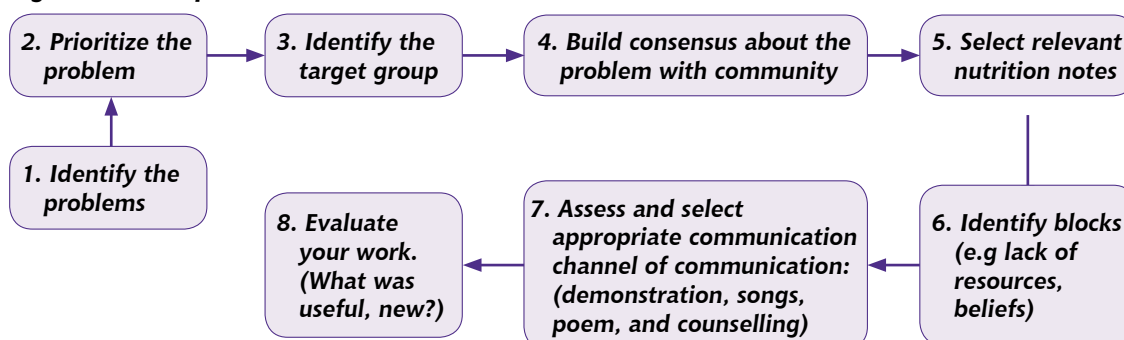 2. Prioritize the
problem
3. Identify the
target group
4. Build consensus about the
problem with community
5. Select relevant
nutrition notes
1. Identify the
problems
8. Evaluate
your work.
(What was
useful, new?)
7. Assess and select
appropriate communication
channel of communication:
(demonstration, songs,
poem, and counselling)
6. Identify blocks
(e.g lack of
resources,
beliefs)